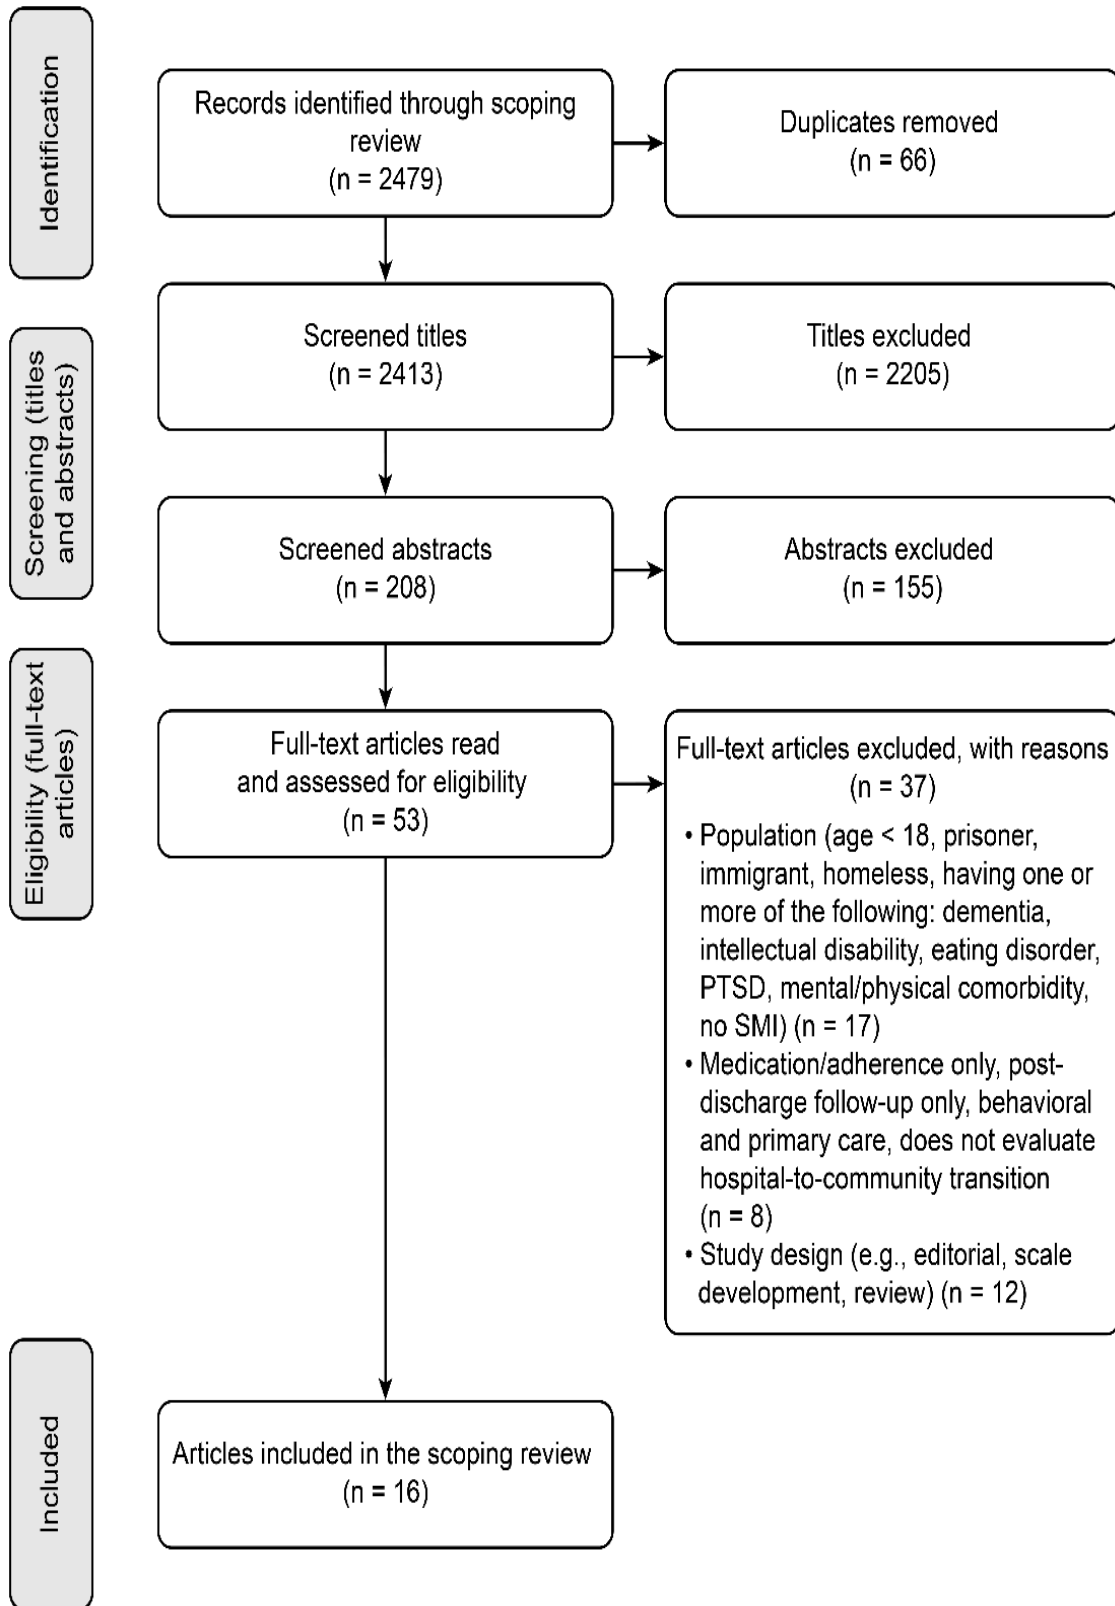 Identification
Records identified through scoping
review
(n = 2479)
Duplicates removed
(n = 66)
Screening (titles
and abstracts)
Screened titles
(n = 2413)
Titles excluded
(n = 2205)
Screened abstracts
(n = 208)
Abstracts excluded
(n = 155)
Eligibility (full-text
articles)
Full-text articles read
and assessed for eligibility
(n = 53)
Full-text articles excluded, with reasons
(n = 37)
• Population (age < 18, prisoner,
immigrant, homeless, having one or
more of the following: dementia,
intellectual disability, eating disorder,
PTSD, mental/physical comorbidity,
no SMI) (n = 17)
• Medication/adherence only, post-
discharge follow-up only, behavioral
and primary care, does not evaluate
hospital-to-community transition
(n = 8)
• Study design (e.g., editorial, scale
development, review) (n = 12)
Included
Articles included in the scoping review
(n = 16)